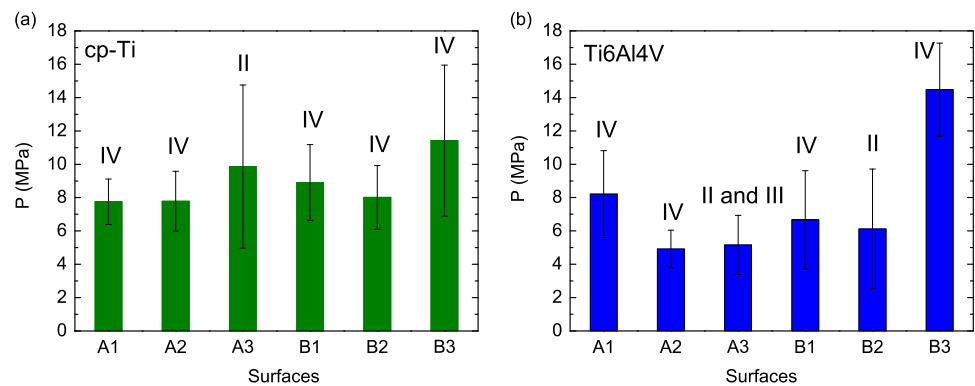 (a)
cp-Ti
P (MPa)
18
16
14
12
10
8
6
4
2
0
IV
IV
II
IV
IV
IV
A1 A2 A3 B1 B2 B3
Surfaces
(b)
Ti6Al4V
P (MPa)
18
16
14
12
10
8
6
4
2
0
IV
IV
II and III
IV
II
IV
A1 A2 A3 B1 B2 B3
Surfaces